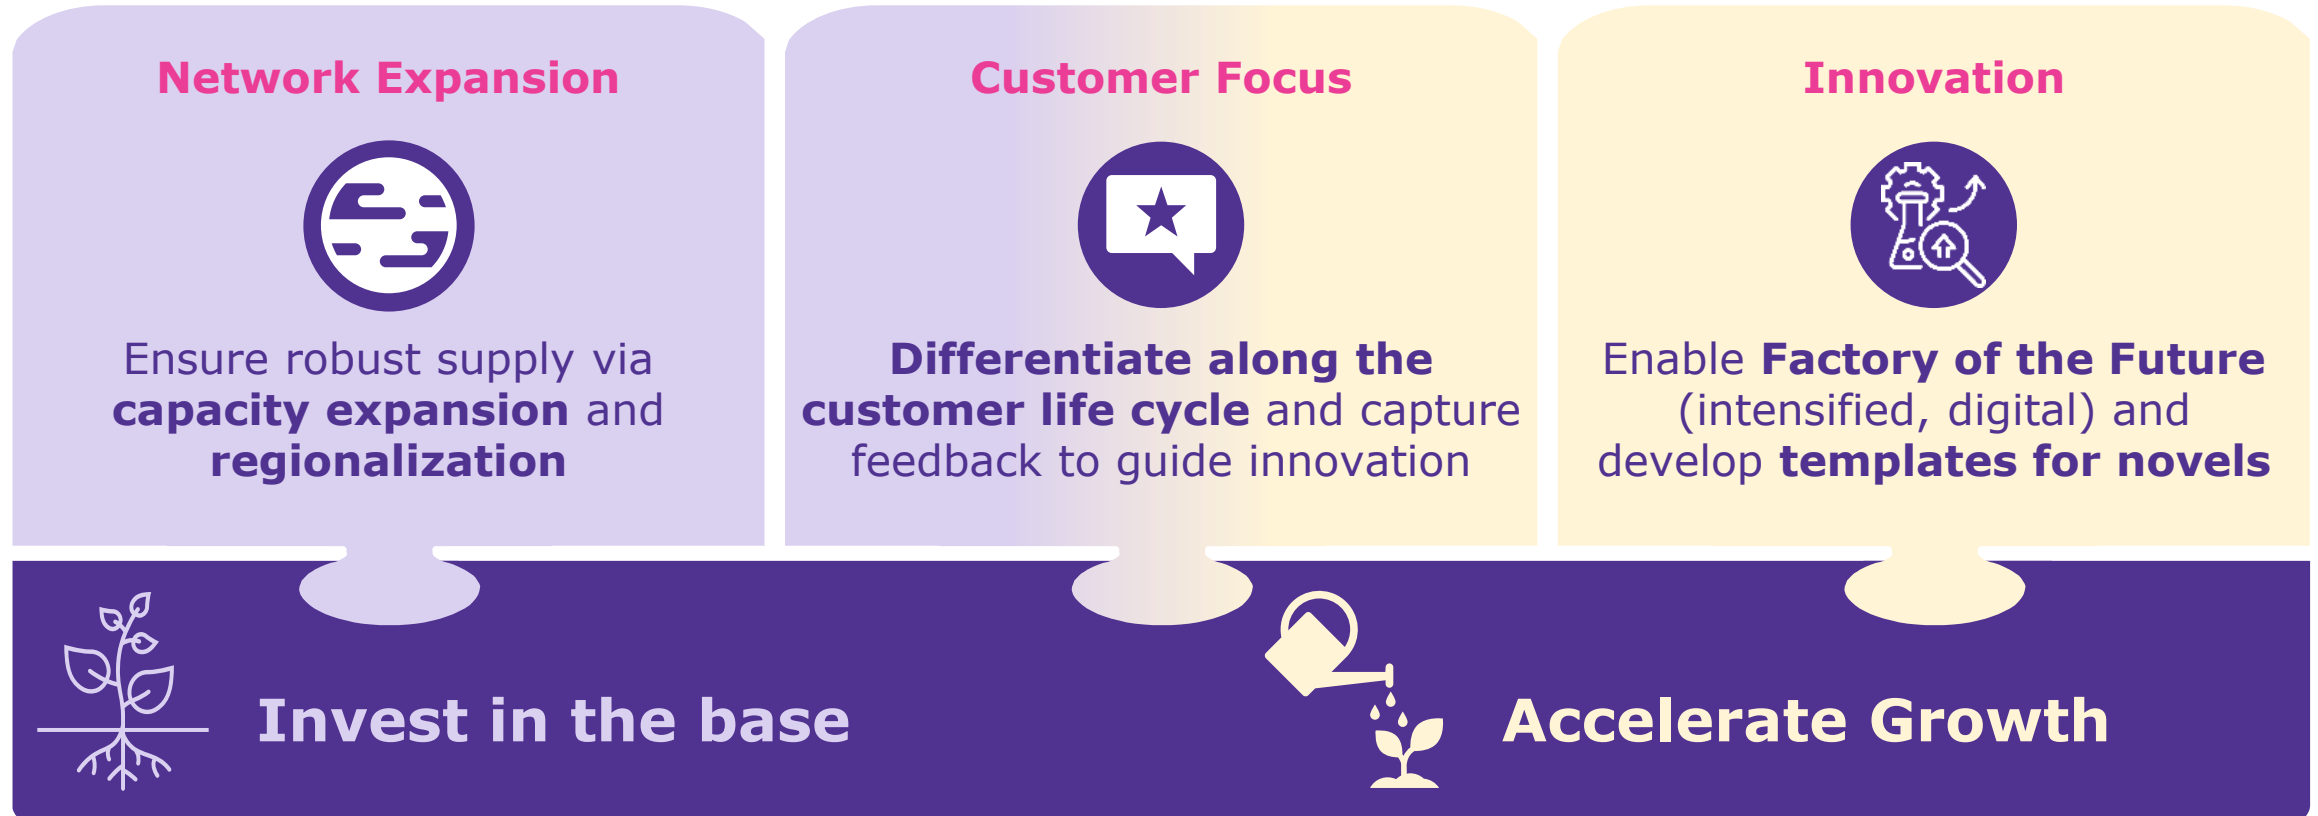 Network Expansion
Ensure robust supply via
capacity expansion and
regionalization
Customer Focus
Differentiate along the
customer life cycle and capture
feedback to guide innovation
Innovation
Enable Factory of the Future
(intensified, digital) and
develop templates for novels
Invest in the base
Accelerate Growth